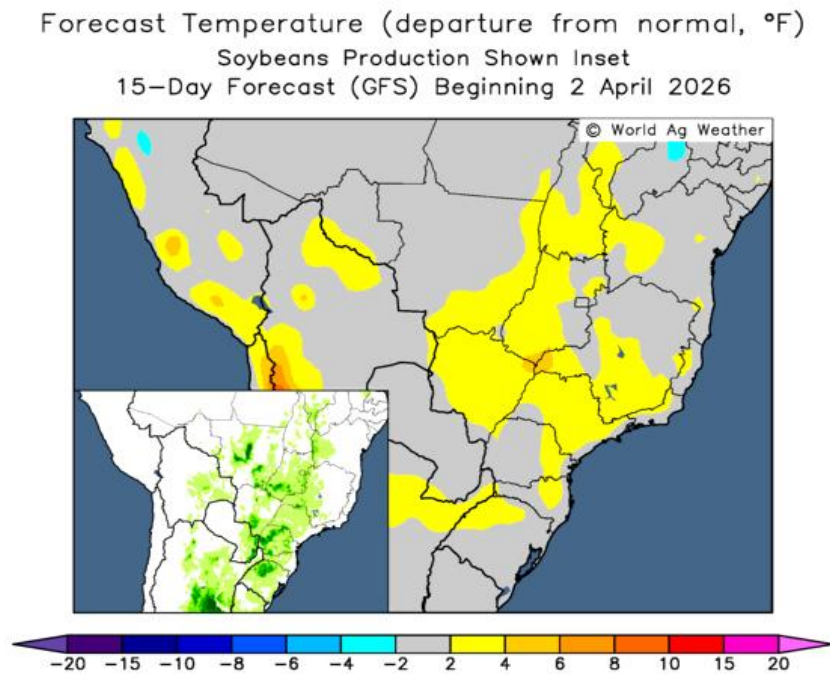 Forecast Temperature (departure from normal, °F)
Soybeans Production Shown Inset
15-Day Forecast (GFS) Beginning 2 April 2026
© World Ag Weather
-20 -15 -10 -8 -6 -4 -2 2 4 6 8 10 15 20